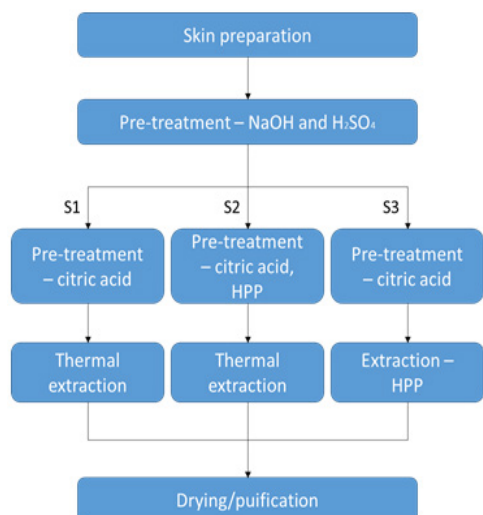 Skin preparation
Pre-treatment – NaOH and H₂SO₄
S1
S2
S3
Pre-treatment
– citric acid
Pre-treatment
– citric acid,
HPP
Pre-treatment
– citric acid
Thermal
extraction
Thermal
extraction
Extraction –
HPP
Drying/puification